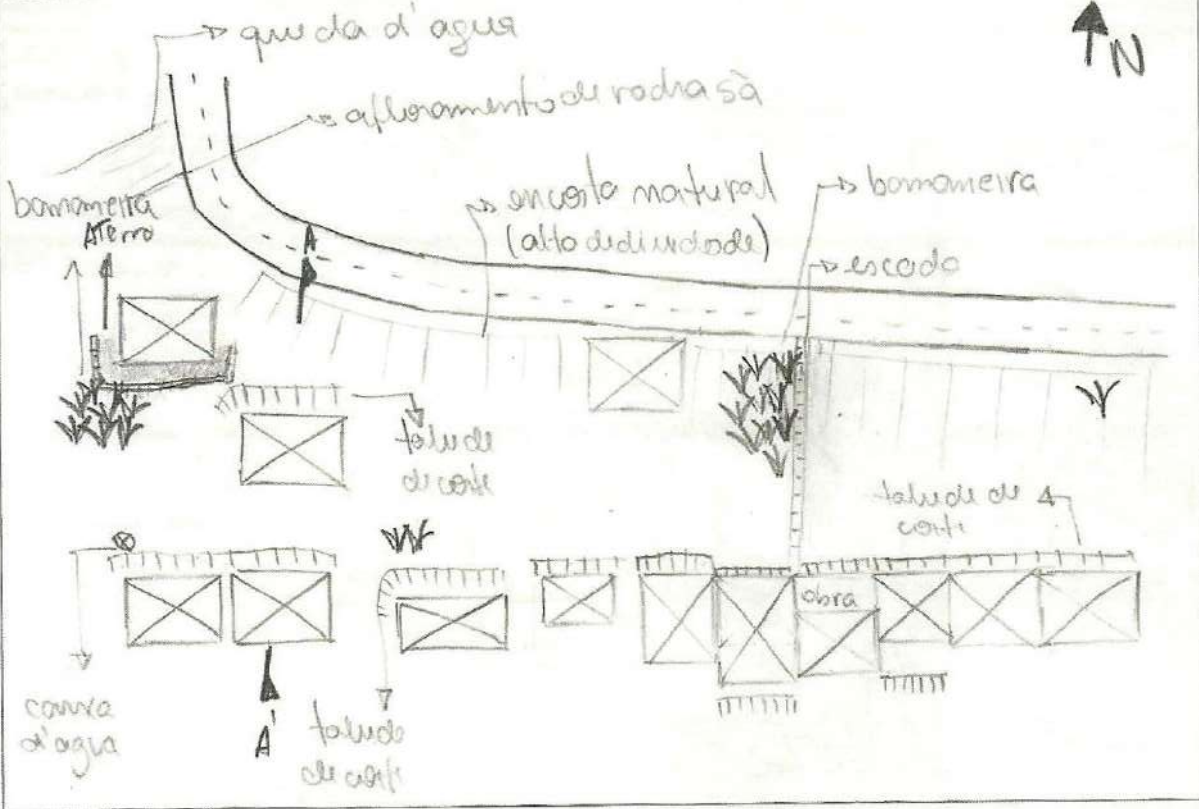 queda d'agua
N
afloramento de rocha sã
bananeira
Aterro
encosta natural
(alta declividade)
bananeira
escada
A
talude
de corte
talude de
corte
obra
caixa
d'agua
A'
talude
de corte